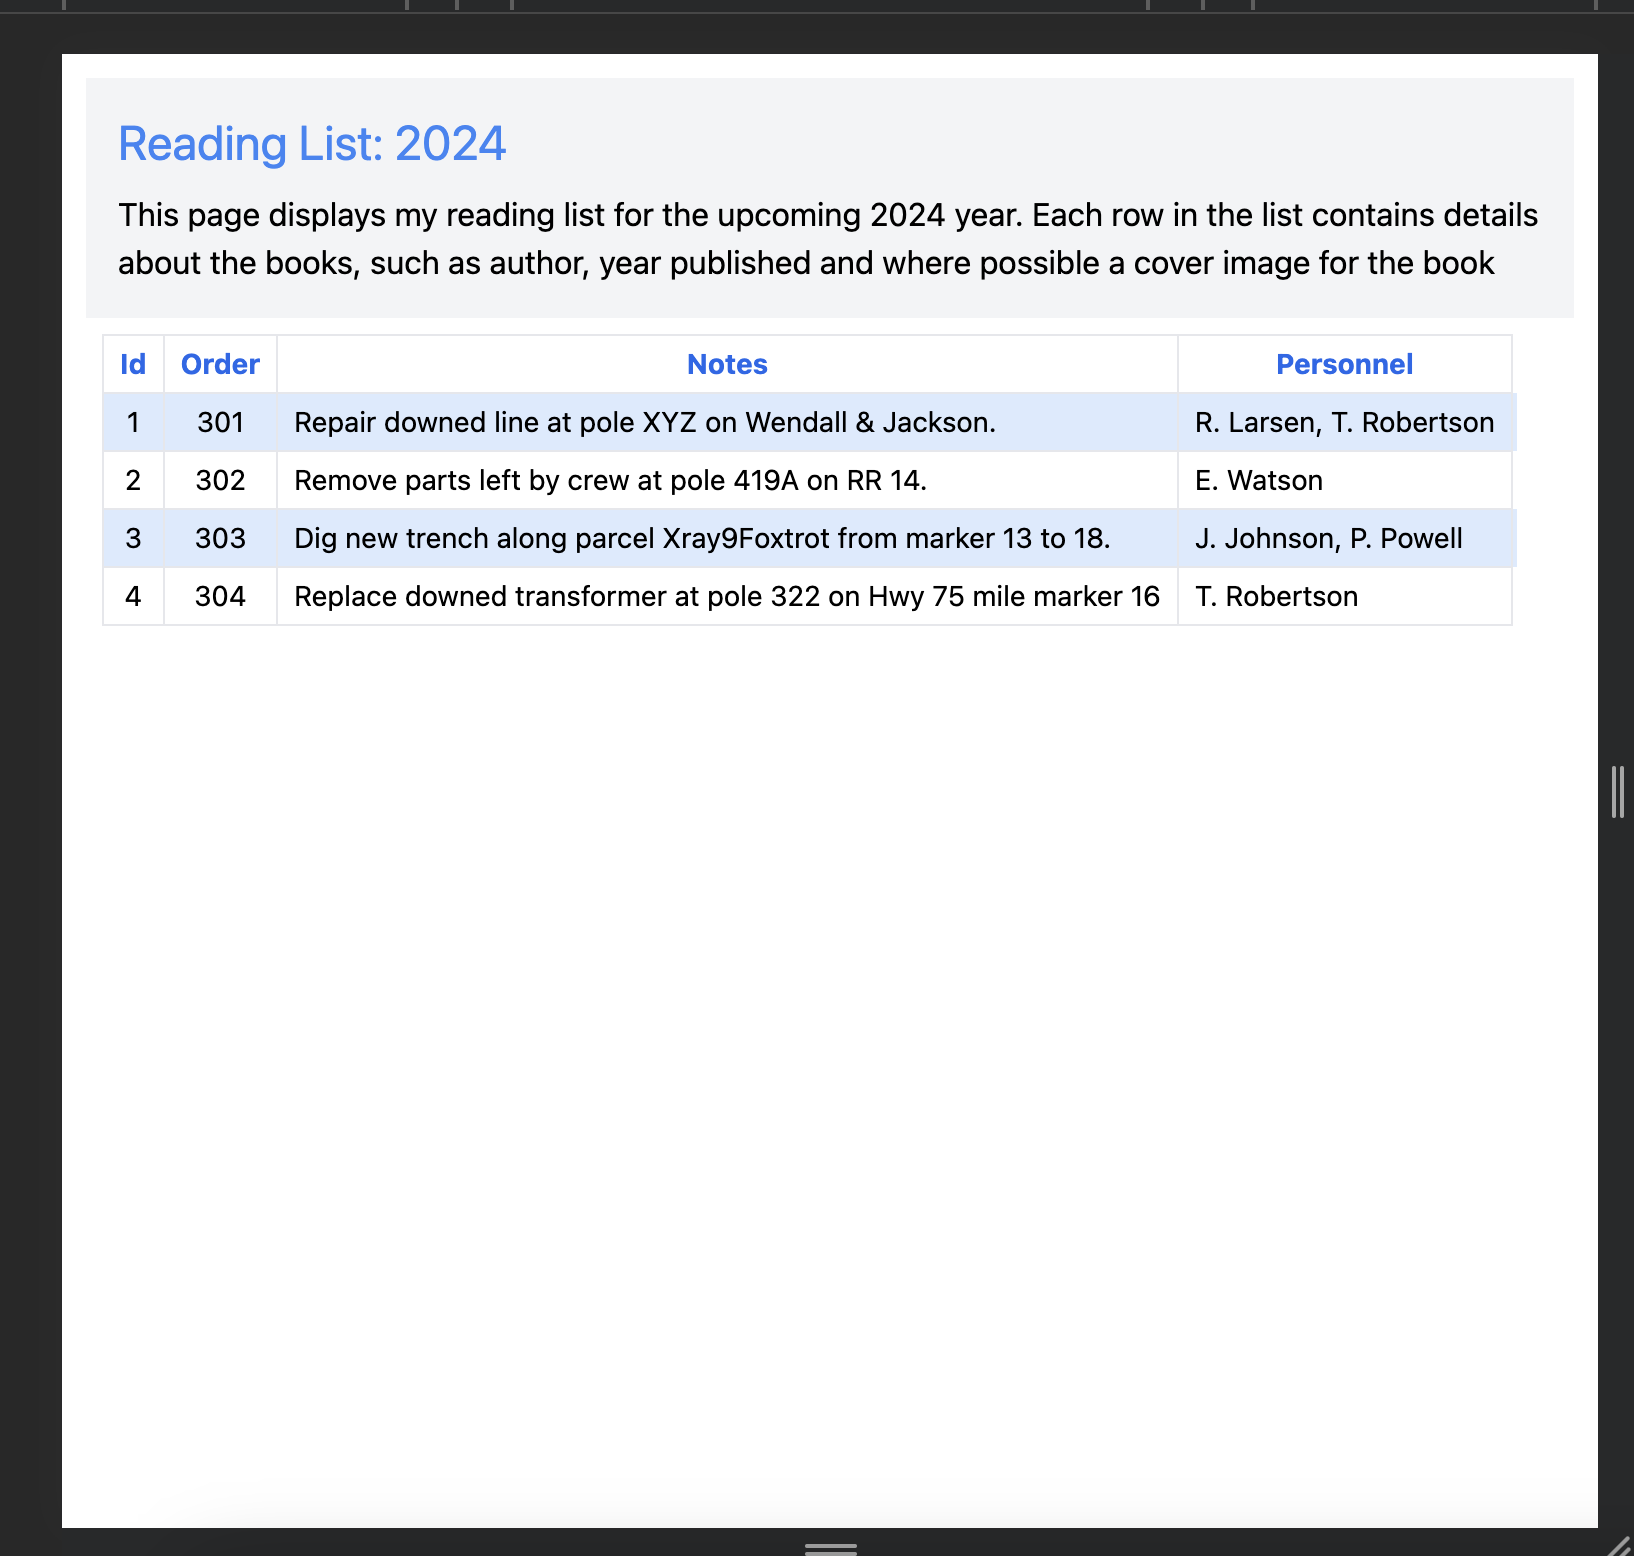 Reading List: 2024
This page displays my reading list for the upcoming 2024 year. Each row in the list contains details
about the books, such as author, year published and where possible a cover image for the book
Id Order Notes Personnel
1 301 Repair downed line at pole XYZ on Wendall & Jackson. R. Larsen, T. Robertson
2 302 Remove parts left by crew at pole 419A on RR 14. E. Watson
3 303 Dig new trench along parcel Xray9Foxtrot from marker 13 to 18. J. Johnson, P. Powell
4 304 Replace downed transformer at pole 322 on Hwy 75 mile marker 16 T. Robertson